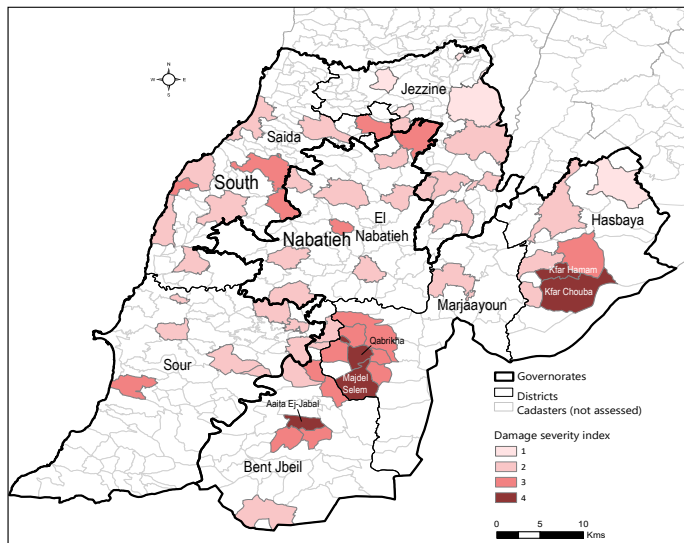 N
W
E
S
Jezzine
Saida
South
El
Nabatieh
Nabatieh
Hasbaya
Kfar Hamam
Kfar Chouba
Marjaayoun
Qabrikha
Sour
Majdel
Selem
Aaita Ej-Jabal
Bent Jbeil
Governorates
Districts
Cadasters (not assessed)
Damage severity index
1
2
3
4
0 5 10
Kms